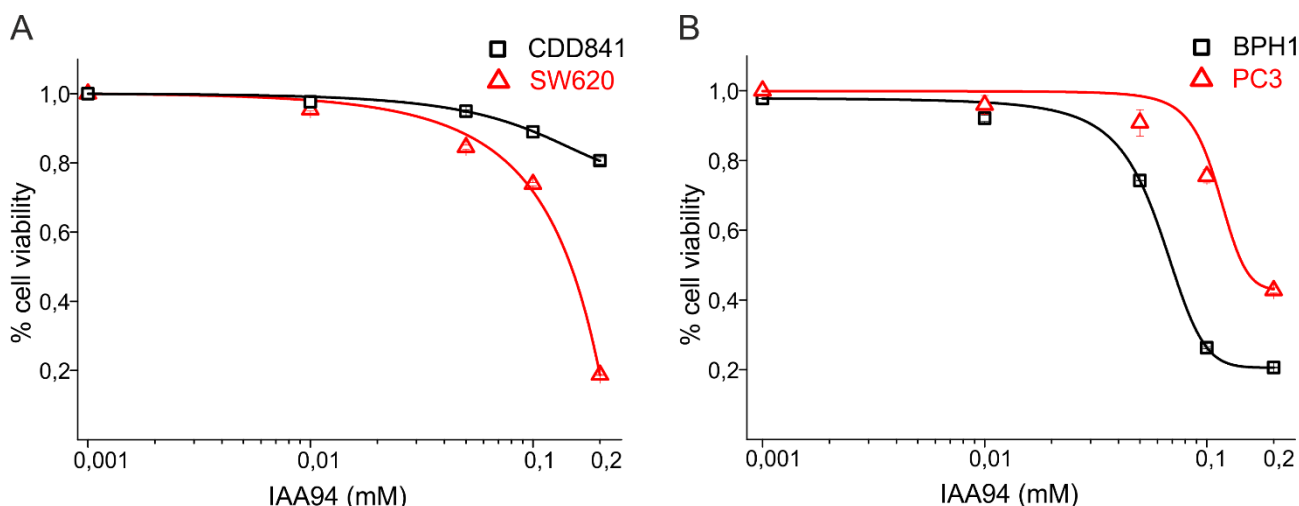 A
CDD841
SW620
1,0
0,8
0,6
0,4
0,2
% cell viability
0,001
0,01
0,1
0,2
IAA94 (mM)
B
BPH1
PC3
1,0
0,8
0,6
0,4
0,2
% cell viability
0,001
0,01
0,1
0,2
IAA94 (mM)